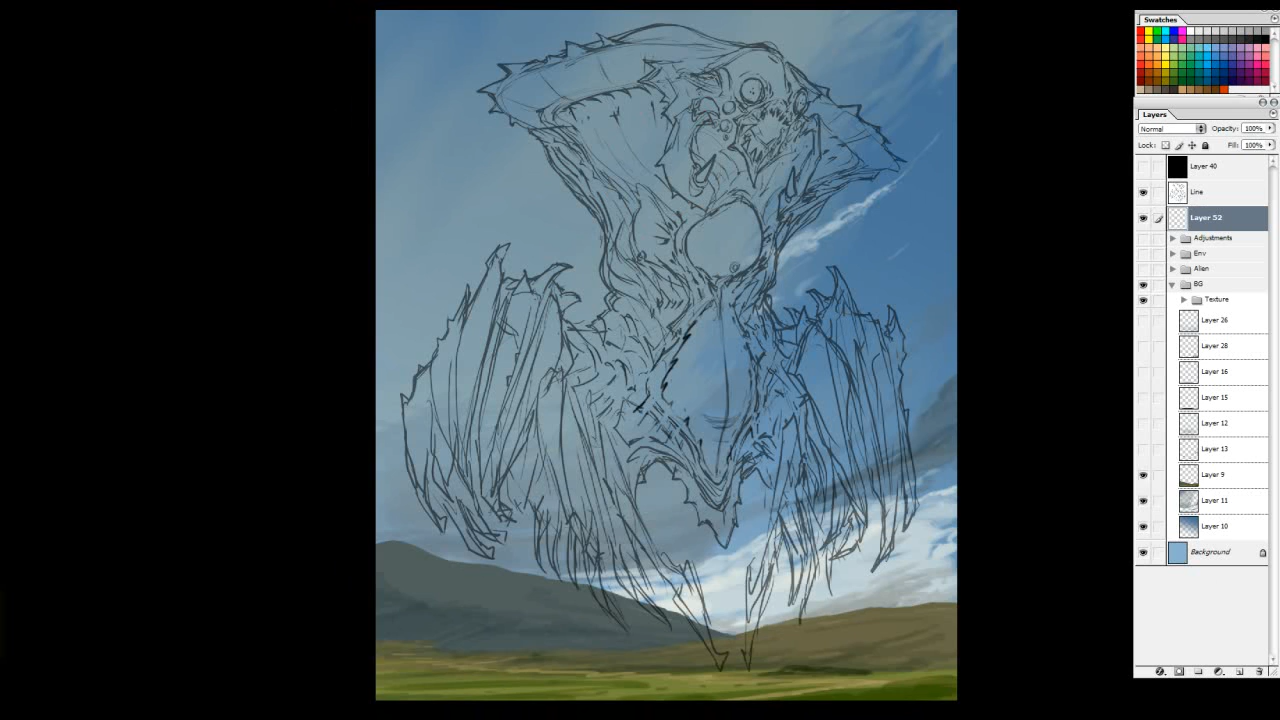 Swatches
Layers
Normal Opacity: 100%
Lock: Fill: 100%
Layer 40
Line
Layer 52
Adjustments
Env
Alien
BG
Texture
Layer 26
Layer 28
Layer 16
Layer 15
Layer 12
Layer 13
Layer 9
Layer 11
Layer 10
Background